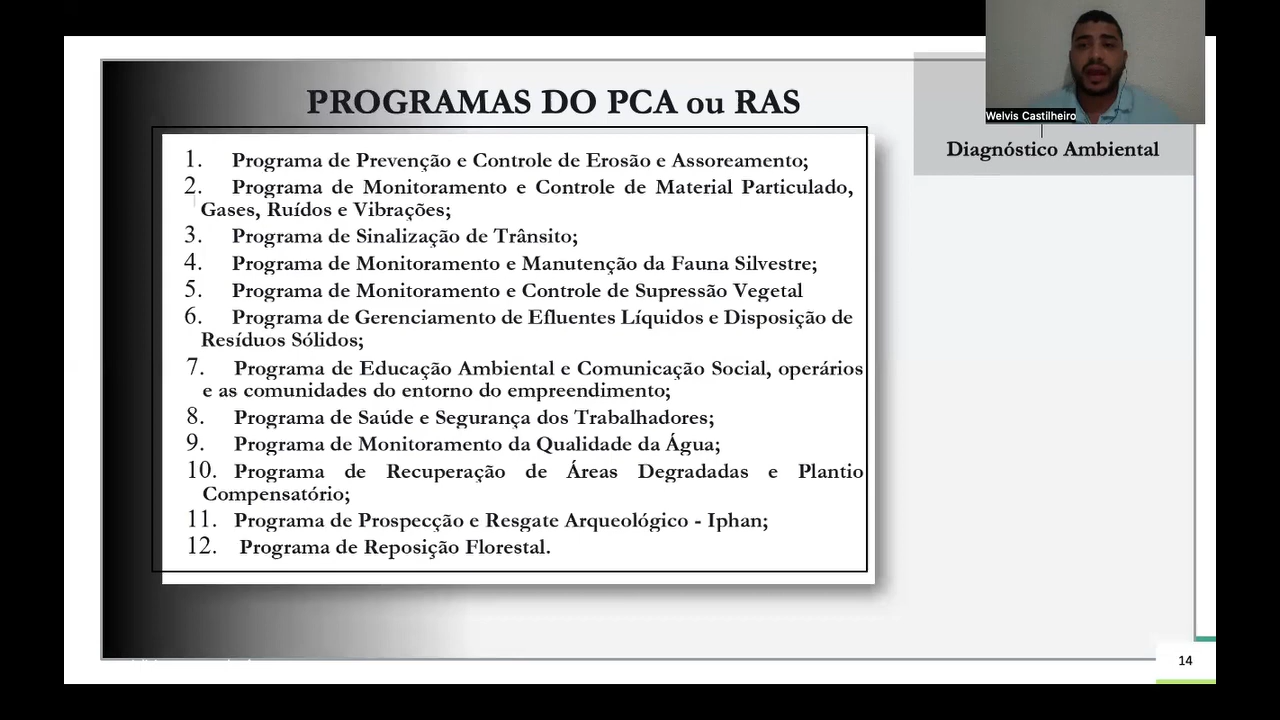 PROGRAMAS DO PCA ou RAS
Welvis Castilheiro
Diagnóstico Ambiental
1. Programa de Prevenção e Controle de Erosão e Assoreamento;
2. Programa de Monitoramento e Controle de Material Particulado,
Gases, Ruídos e Vibrações;
3. Programa de Sinalização de Trânsito;
4. Programa de Monitoramento e Manutenção da Fauna Silvestre;
5. Programa de Monitoramento e Controle de Supressão Vegetal
6. Programa de Gerenciamento de Efluentes Líquidos e Disposição de
Resíduos Sólidos;
7. Programa de Educação Ambiental e Comunicação Social, operários
e as comunidades do entorno do empreendimento;
8. Programa de Saúde e Segurança dos Trabalhadores;
9. Programa de Monitoramento da Qualidade da Água;
10. Programa de Recuperação de Áreas Degradadas e Plantio
Compensatório;
11. Programa de Prospecção e Resgate Arqueológico - Iphan;
12. Programa de Reposição Florestal.
14